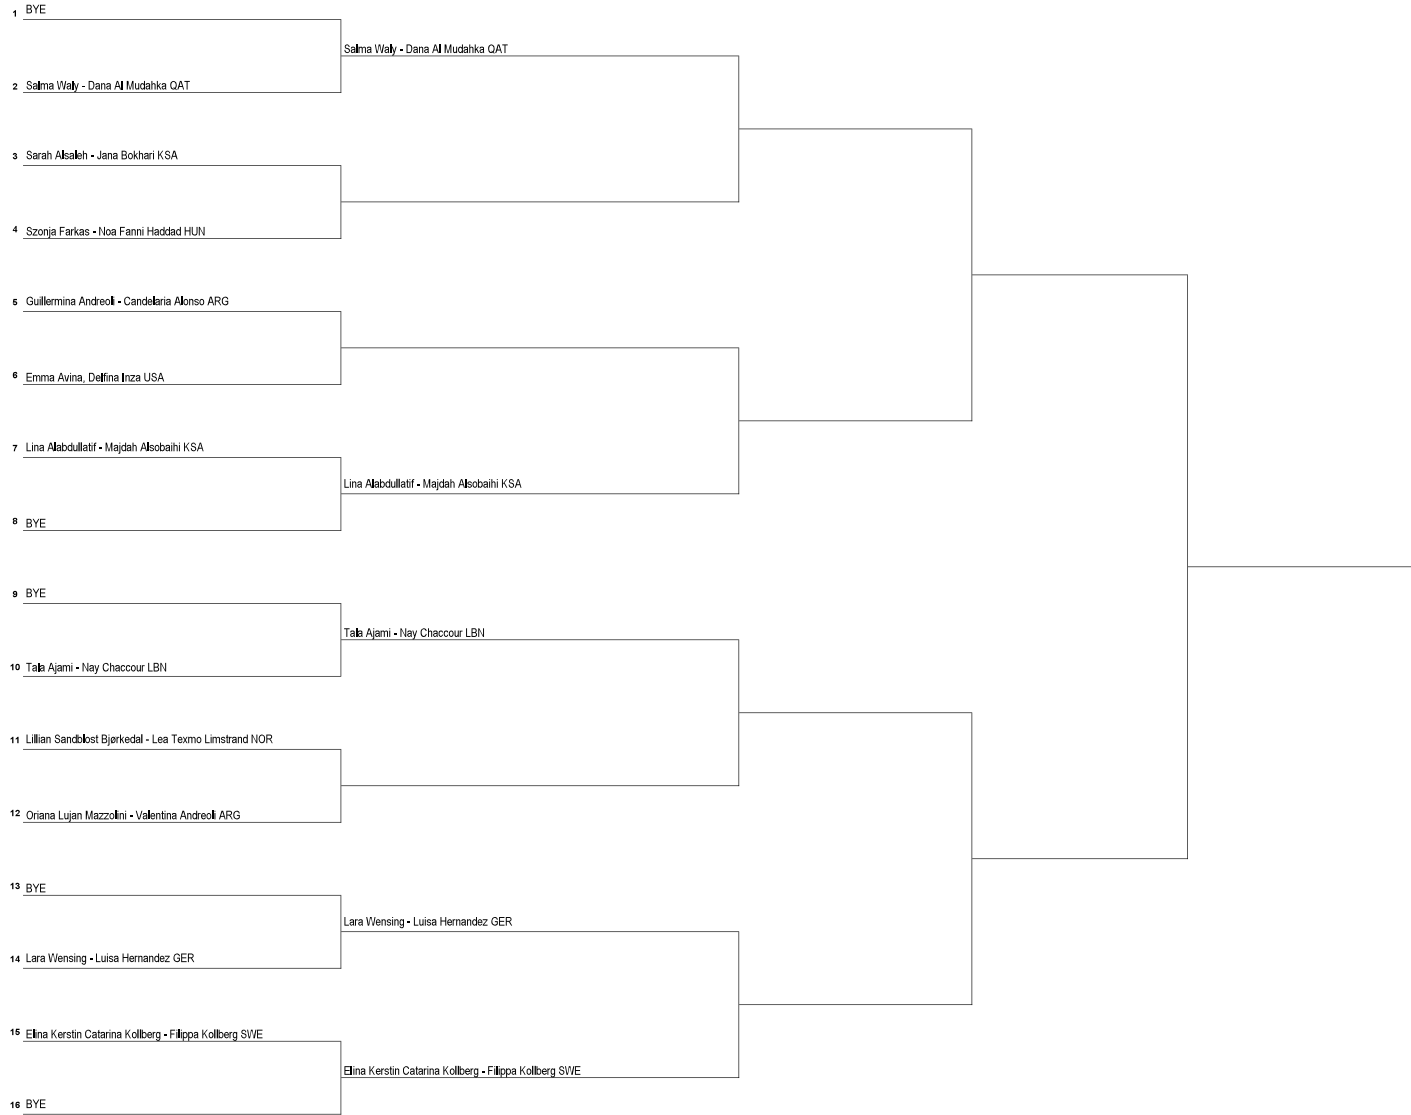 1 BYE
Salma Waly - Dana Al Mudahka QAT
2 Salma Waly - Dana Al Mudahka QAT
3 Sarah Alsaleh - Jana Bokhari KSA
4 Szonja Farkas - Noa Fanni Haddad HUN
5 Guillermina Andreoli - Candelaria Alonso ARG
6 Emma Avina, Delfina Inza USA
7 Lina Alabdullatif - Majdah Alsobaihi KSA
Lina Alabdullatif - Majdah Alsobaihi KSA
8 BYE
9 BYE
Tala Ajami - Nay Chaccour LBN
10 Tala Ajami - Nay Chaccour LBN
11 Lillian Sandblost Bjørkedal - Lea Texmo Limstrand NOR
12 Oriana Lujan Mazzolini - Valentina Andreoli ARG
13 BYE
Lara Wensing - Luisa Hernandez GER
14 Lara Wensing - Luisa Hernandez GER
15 Elina Kerstin Catarina Kollberg - Filippa Kollberg SWE
Elina Kerstin Catarina Kollberg - Filippa Kollberg SWE
16 BYE